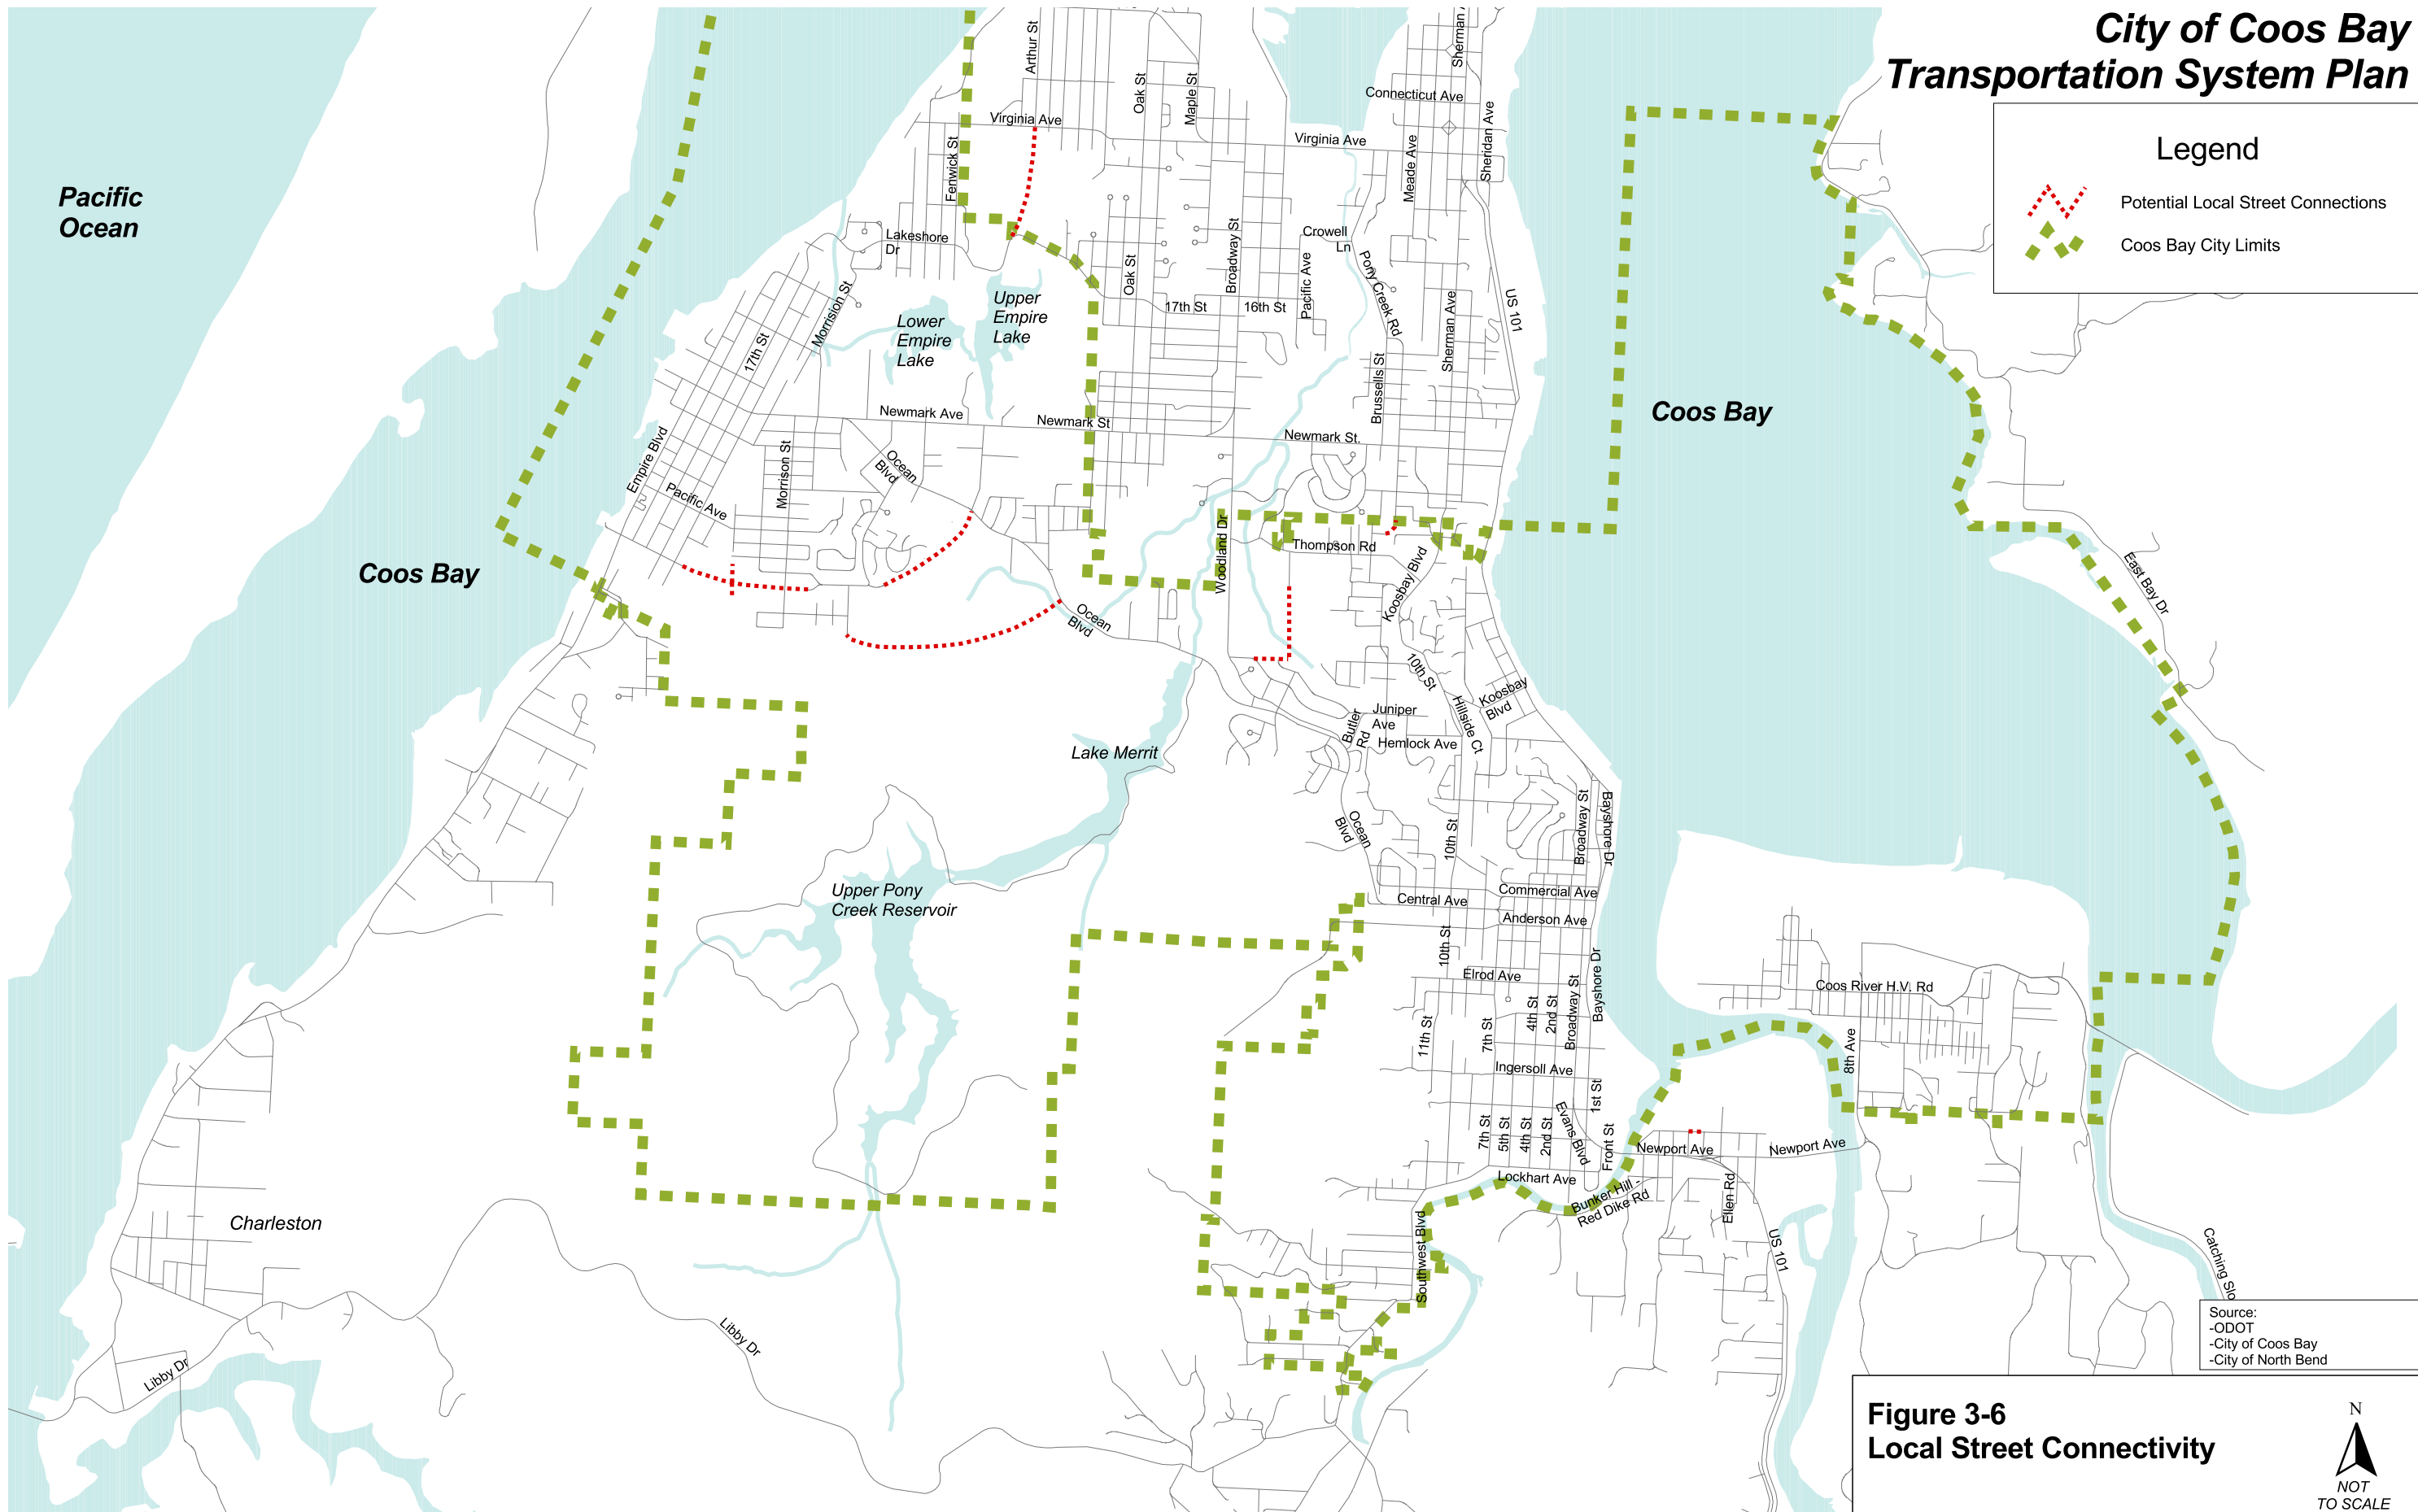 City of Coos Bay
Transportation System Plan
Legend
Potential Local Street Connections
Coos Bay City Limits
Pacific
Ocean
Arthur St
Oak St
Maple St
Sherman
Connecticut Ave
Sheridan Ave
Virginia Ave
Virginia Ave
Fenwick St
Meade Ave
Lakeshore
Dr
Oak St
Broadway St
Crowell
Ln
Pacific Ave
Pony Creek Rd
Morrision St
Upper
Empire
Lake
Lower
Empire
Lake
17th St
16th St
US 101
Sherman Ave
17th St
Brussells St
Newmark Ave
Newmark St
Newmark St.
Coos Bay
Empire Blvd
Morrison St
Ocean
Blvd
Pacific Ave
Woodland Dr
Thompson Rd
Koosbay Blvd
Coos Bay
East Bay Dr
Ocean
Blvd
10th St
Koosbay
Blvd
Hillside Ct
Juniper
Ave
Butler
Rd
Hemlock Ave
Lake Merrit
Ocean
Blvd
10th St
Broadway St
Bayshore Dr
Upper Pony
Creek Reservoir
Commercial Ave
Central Ave
Anderson Ave
10th St
Elrod Ave
Bayshore Dr
Coos River H.V. Rd
11th St
7th St
4th St
2nd St
Broadway St
8th Ave
Ingersoll Ave
1st St
7th St
5th St
4th St
2nd St
Evans Blvd
Front St
Newport Ave
Newport Ave
Lockhart Ave
Bunker Hill -
Red Dike Rd
Ellen Rd
Southwest Blvd
US 101
Catching Slo
Charleston
Libby Dr
Libby Dr
Source:
-ODOT
-City of Coos Bay
-City of North Bend
Figure 3-6
Local Street Connectivity
N
NOT
TO SCALE